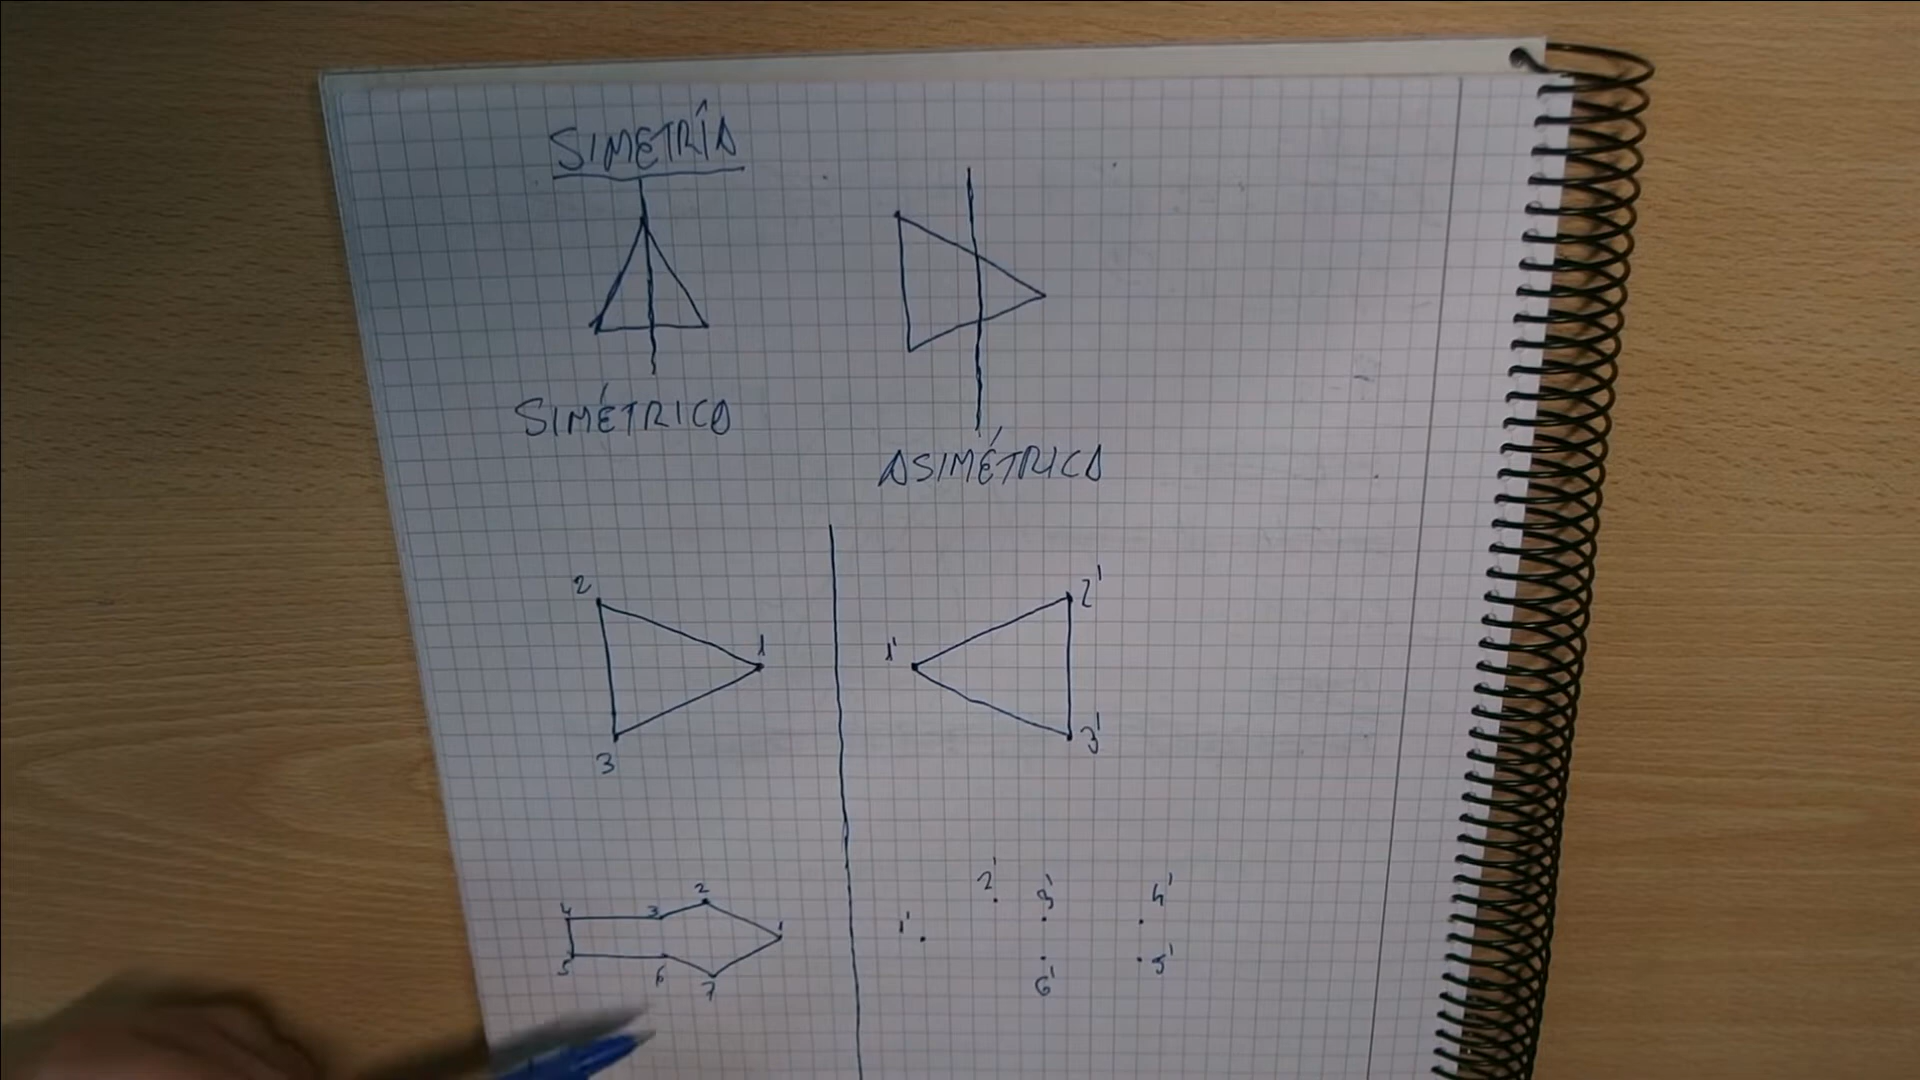 SIMETRÍA
SIMÉTRICO
ASIMÉTRICA
2 2'
1 1'
3 3'
2 2' 3' 4'
4 3 1 1'
5 6 7 6' 5'